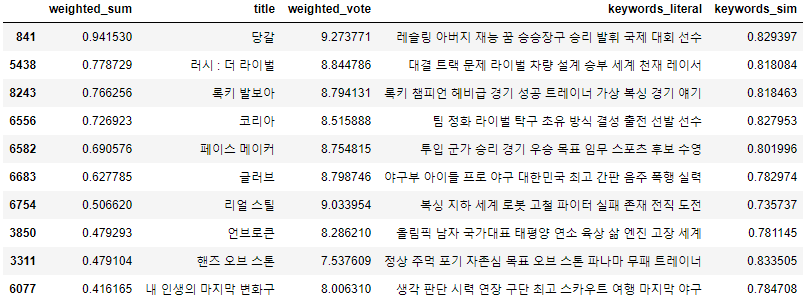 weighted_sum title weighted_vote keywords_literal keywords_sim
841 0.941530 당갈 9.273771 레슬링 아버지 재능 꿈 승승장구 승리 발휘 국제 대회 선수 0.829397
5438 0.778729 러시 : 더 라이벌 8.844786 대결 트랙 문제 라이벌 차량 설계 승부 세계 천재 레이서 0.818084
8243 0.766256 록키 발보아 8.794131 록키 챔피언 헤비급 경기 성공 트레이너 가상 복싱 경기 얘기 0.818463
6556 0.726923 코리아 8.515888 팀 정화 라이벌 탁구 초유 방식 결성 출전 선발 선수 0.827953
6582 0.690576 페이스 메이커 8.754815 투입 군가 승리 경기 우승 목표 임무 스포츠 후보 수영 0.801996
6683 0.627785 글러브 8.798746 야구부 아이들 프로 야구 대한민국 최고 간판 음주 폭행 실력 0.782974
6754 0.506620 리얼 스틸 9.033954 복싱 지하 세계 로봇 고철 파이터 실패 존재 전직 도전 0.735737
3850 0.479293 언브로큰 8.286210 올림픽 남자 국가대표 태평양 연소 육상 삶 엔진 고장 세계 0.781145
3311 0.479104 핸즈 오브 스톤 7.537609 정상 주먹 포기 자존심 목표 오브 스톤 파나마 무패 트레이너 0.833505
6077 0.416165 내 인생의 마지막 변화구 8.006310 생각 판단 시력 연장 구단 최고 스카우트 여행 마지막 야구 0.784708